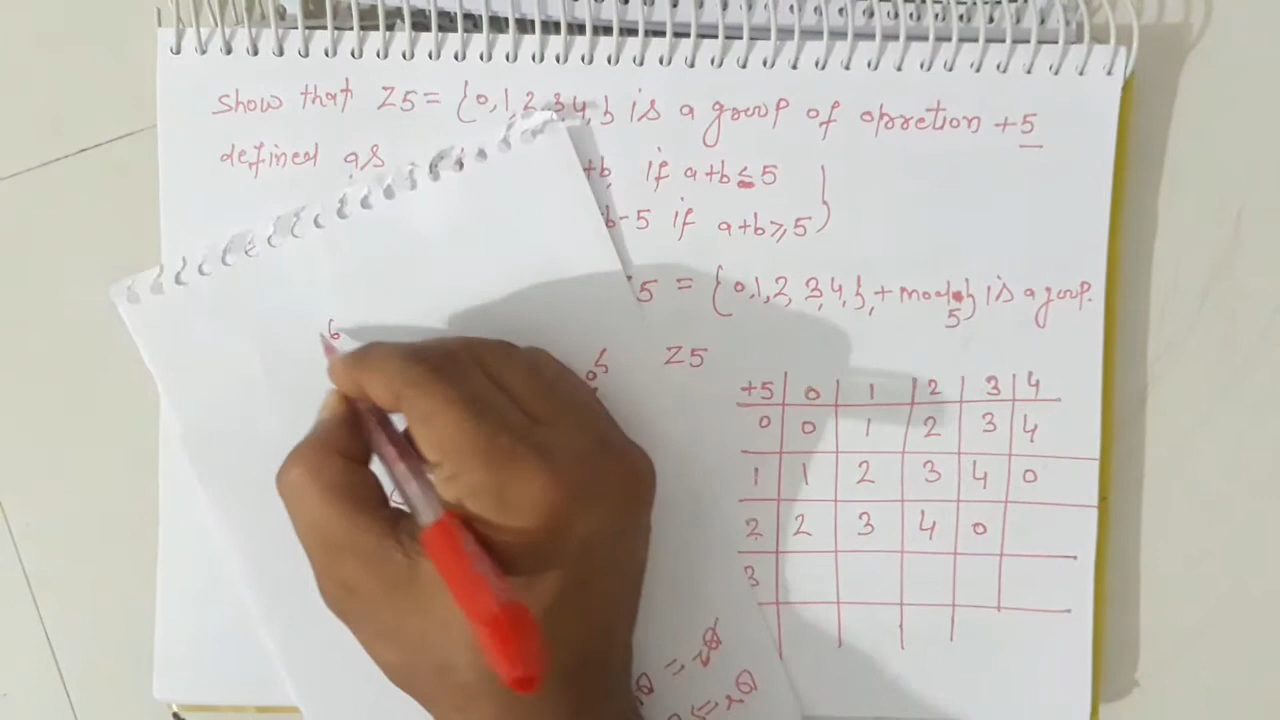 show that Z5 = {0,1,2,3,4,} is a group of opretion +5
defined as
+b, if a+b ≤ 5
b-5 if a+b ≥ 5 }
5 = {0,1,2,3,4,},+mod 5} is a group.
6
Z5
+5 0 1 2 3 4
0 0 1 2 3 4
1 1 2 3 4 0
2 2 3 4 0
3